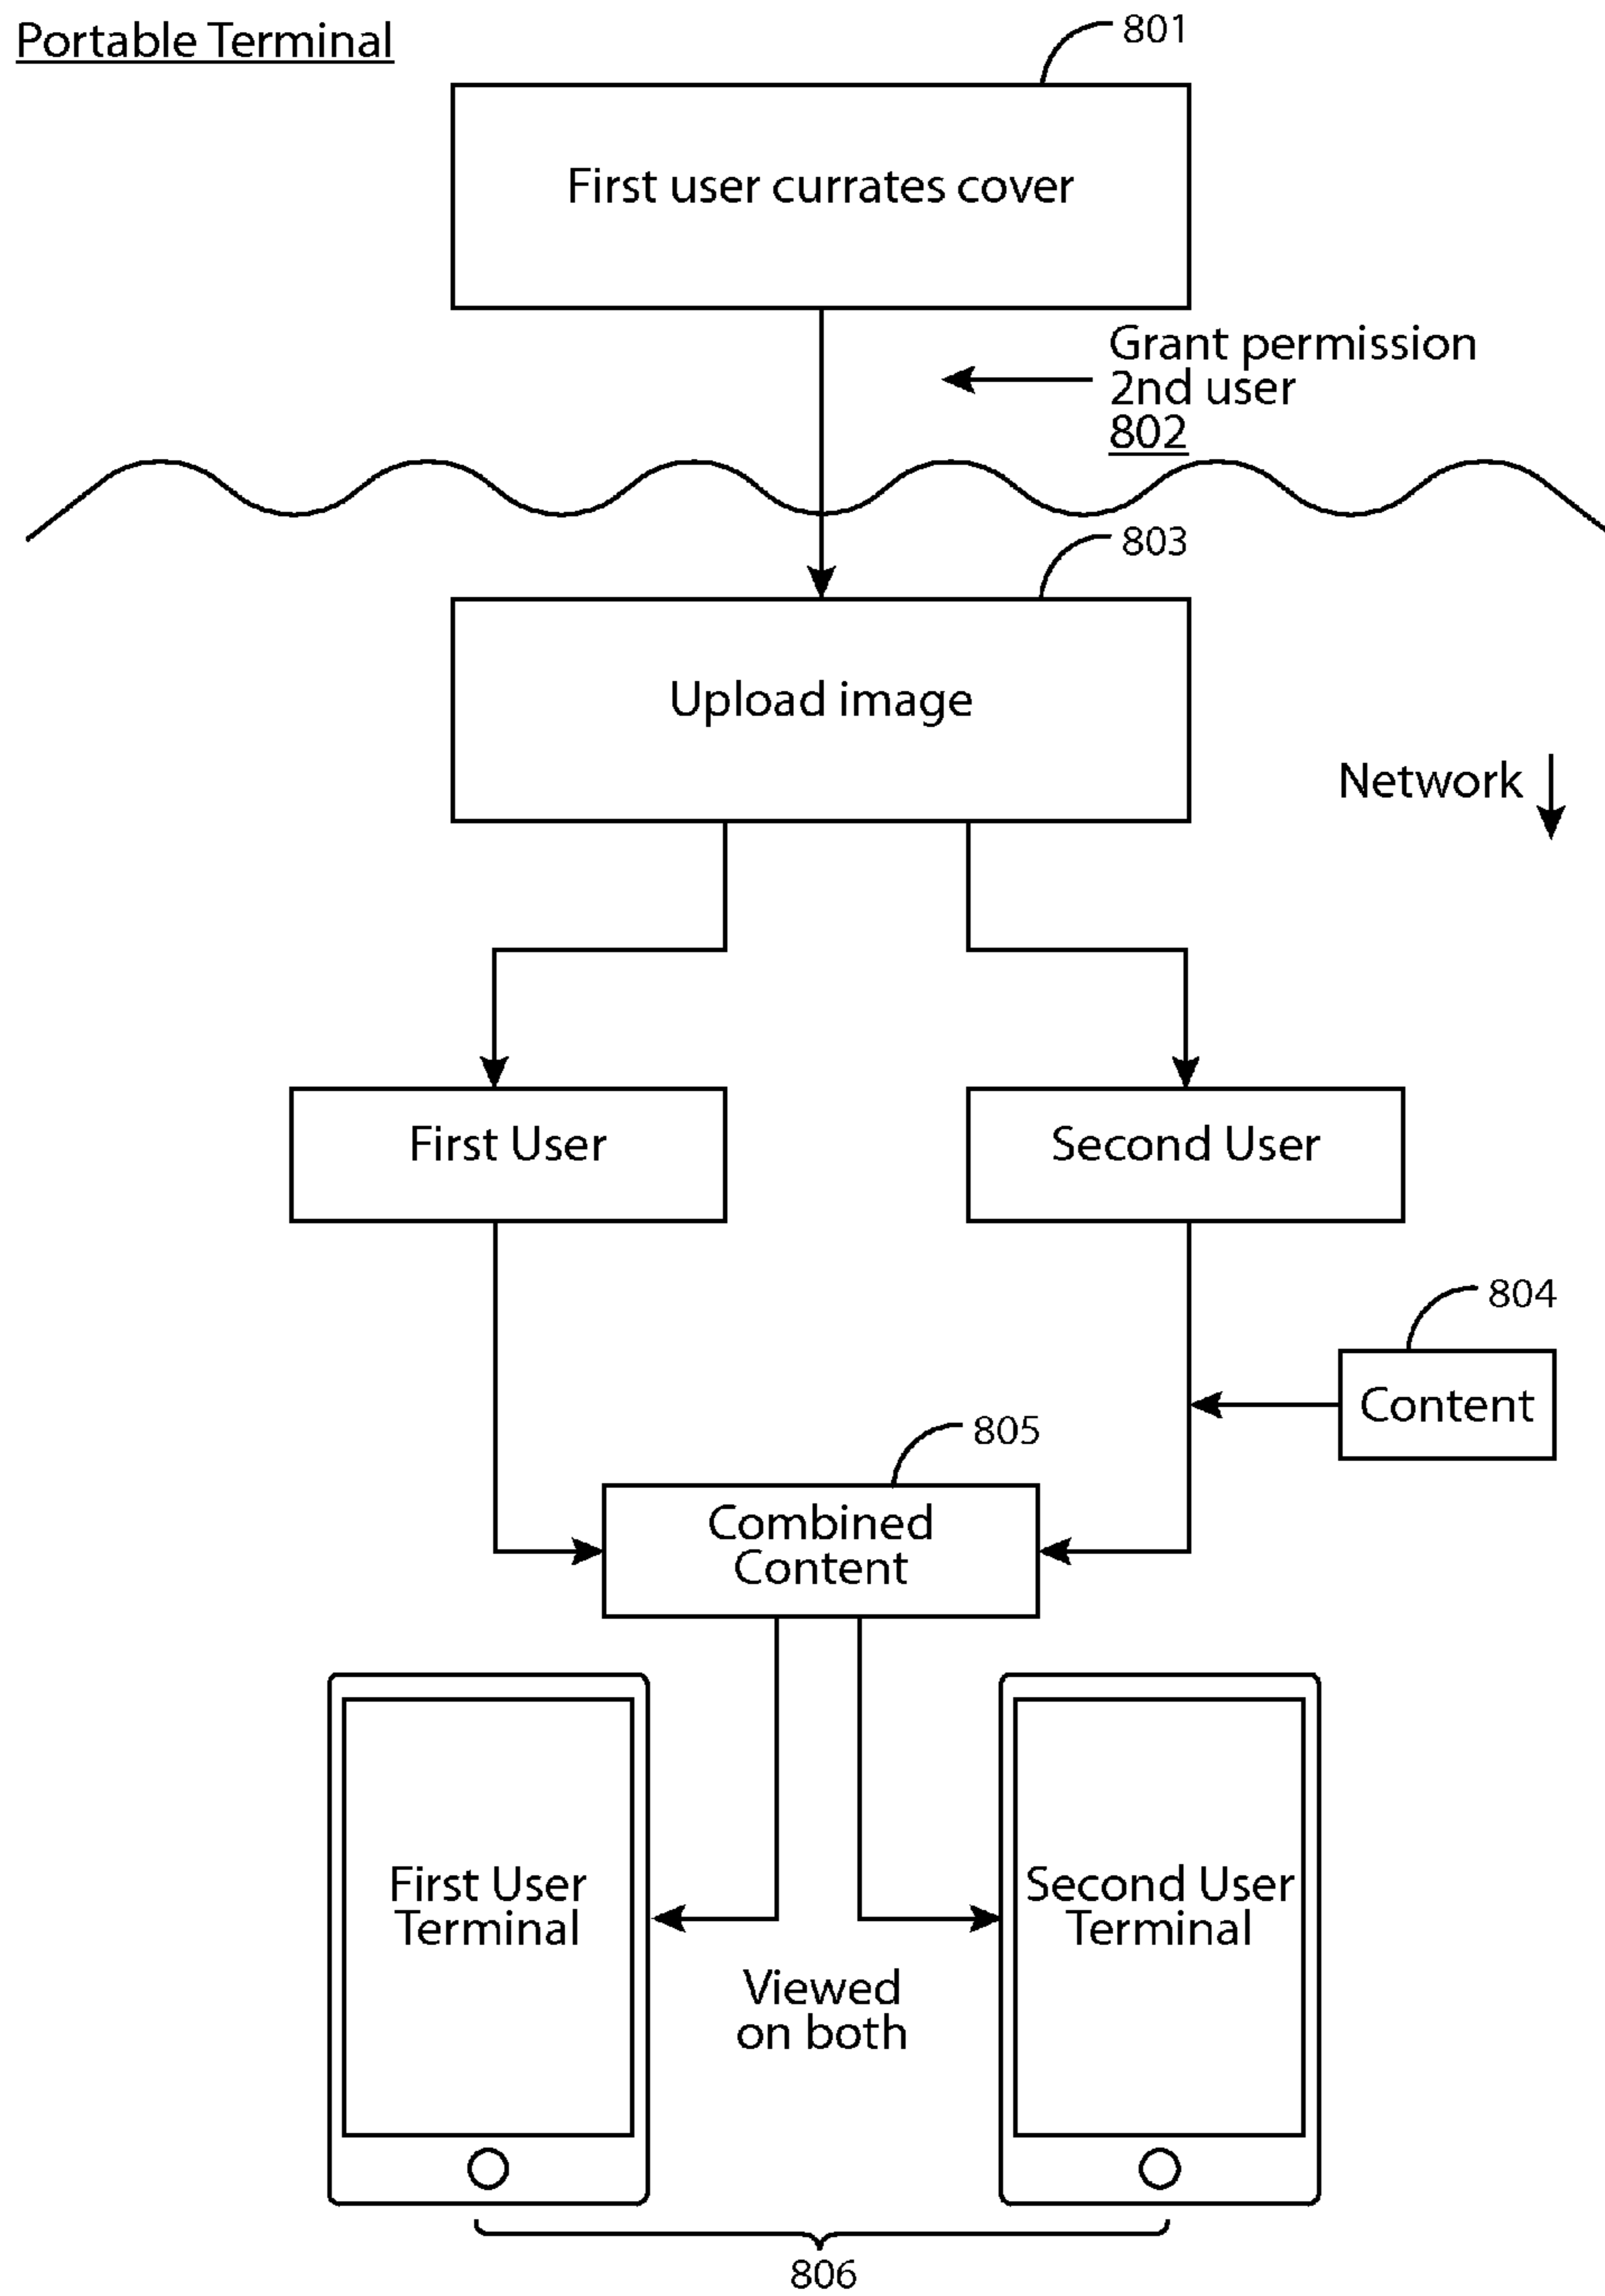 Portable Terminal
801
First user currates cover
Grant permission
2nd user
802
803
Upload image
Network
First User
Second User
804
Content
805
Combined
Content
First User
Terminal
Second User
Terminal
Viewed
on both
806